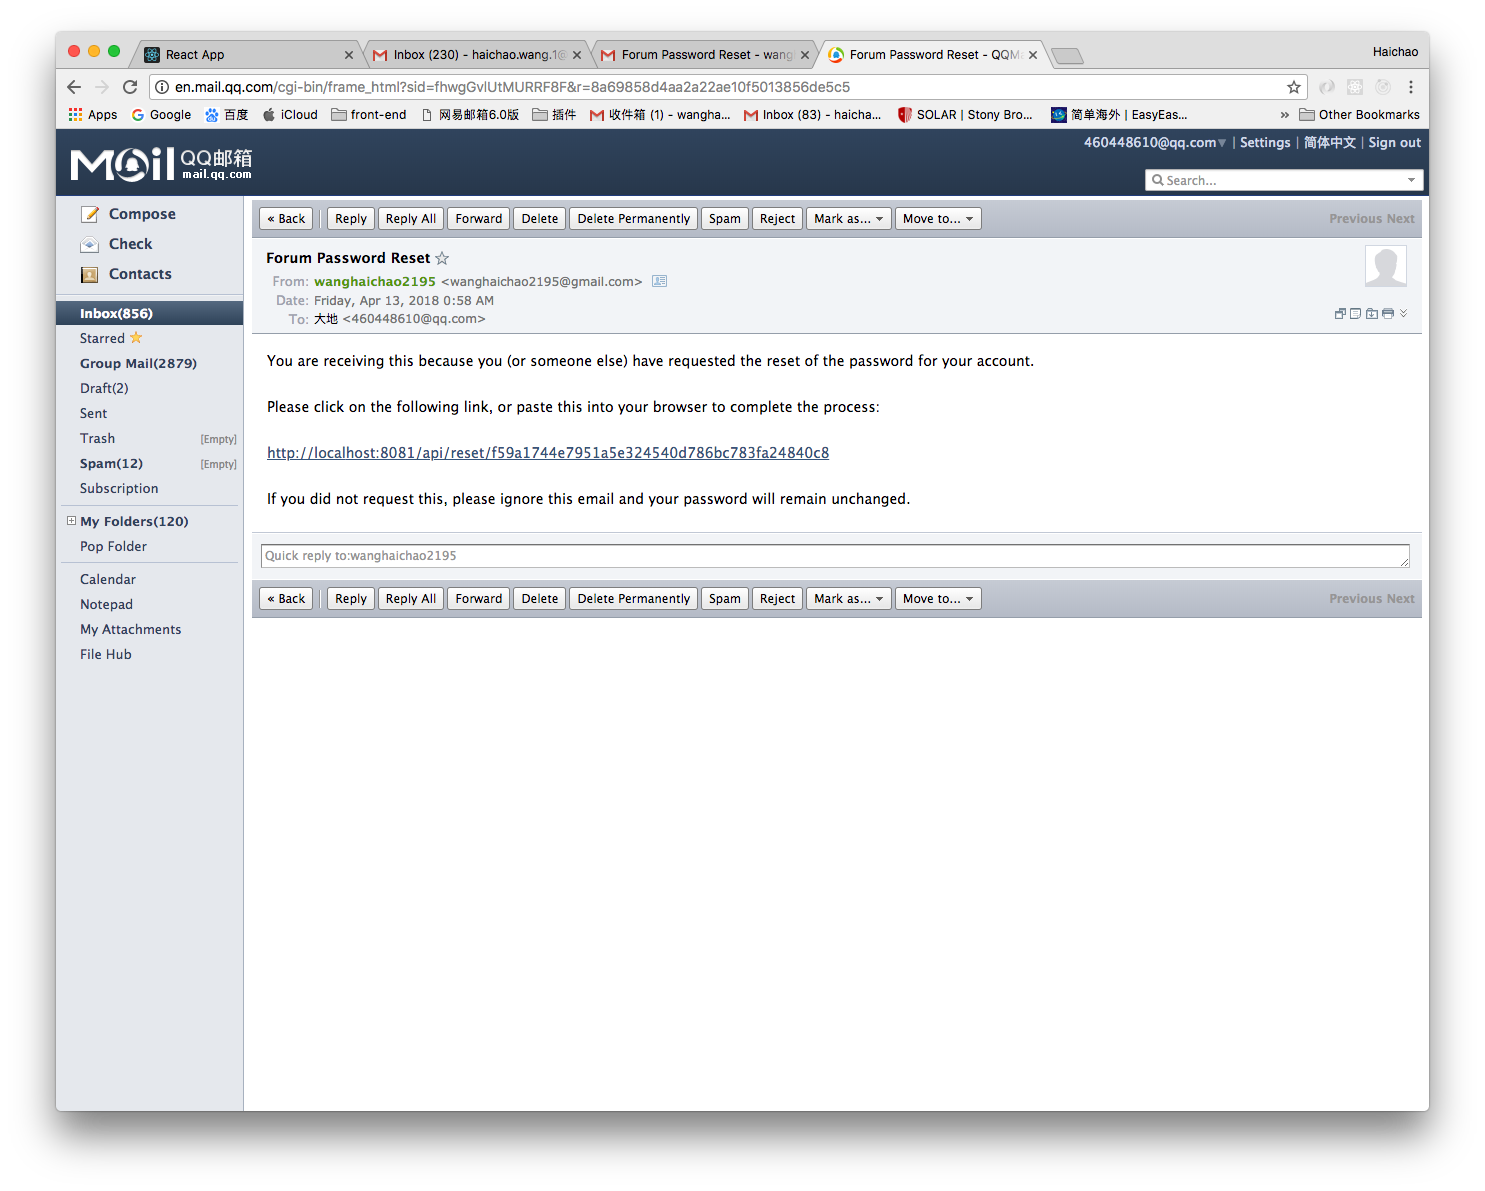 React App
Inbox (230) - haichao.wang.1@
Forum Password Reset - wang
Forum Password Reset - QQMa
Haichao
en.mail.qq.com/cgi-bin/frame_html?sid=fhwgGvlUtMURRF8F&r=8a69858d4aa2a22ae10f5013856de5c5
Apps Google 百度 iCloud front-end 网易邮箱6.0版 插件 收件箱 (1) - wangha... Inbox (83) - haicha... SOLAR | Stony Bro... 简单海外 | EasyEas... » Other Bookmarks
Mail QQ邮箱
mail.qq.com
460448610@qq.com▼ | Settings | 简体中文 | Sign out
Search...
Compose
Check
Contacts
Inbox(856)
Starred
Group Mail(2879)
Draft(2)
Sent
Trash [Empty]
Spam(12) [Empty]
Subscription
My Folders(120)
Pop Folder
Calendar
Notepad
My Attachments
File Hub
« Back Reply Reply All Forward Delete Delete Permanently Spam Reject Mark as... Move to... Previous Next
Forum Password Reset
From: wanghaichao2195 <wanghaichao2195@gmail.com>
Date: Friday, Apr 13, 2018 0:58 AM
To: 大地 <460448610@qq.com>
You are receiving this because you (or someone else) have requested the reset of the password for your account.
Please click on the following link, or paste this into your browser to complete the process:
http://localhost:8081/api/reset/f59a1744e7951a5e324540d786bc783fa24840c8
If you did not request this, please ignore this email and your password will remain unchanged.
Quick reply to:wanghaichao2195
« Back Reply Reply All Forward Delete Delete Permanently Spam Reject Mark as... Move to... Previous Next